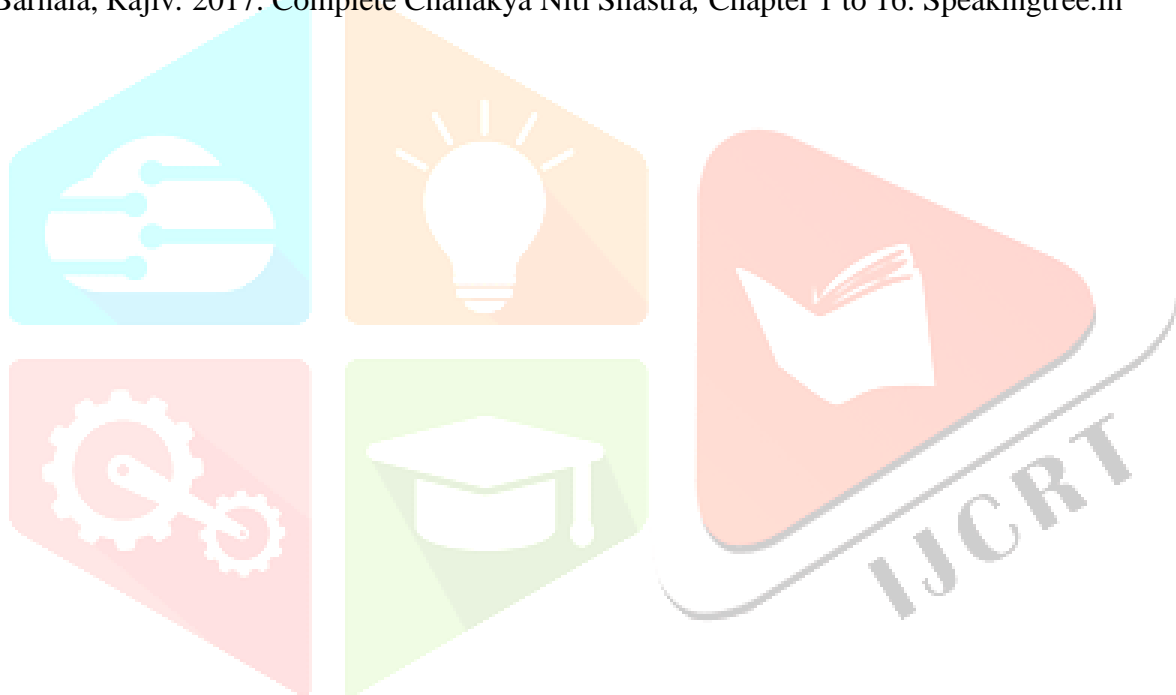 Barnala, Rajiv. 2017. Complete Chanakya Niti Shastra, Chapter 1 to 16. Speakingtree.in
IJCRT